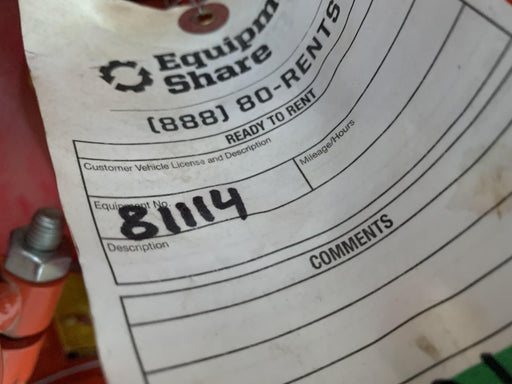 Equipm
Share
(888) 80-RENTS
READY TO RENT
Customer Vehicle License and Description
Mileage/Hours
Equipment No.
81114
Description
COMMENTS